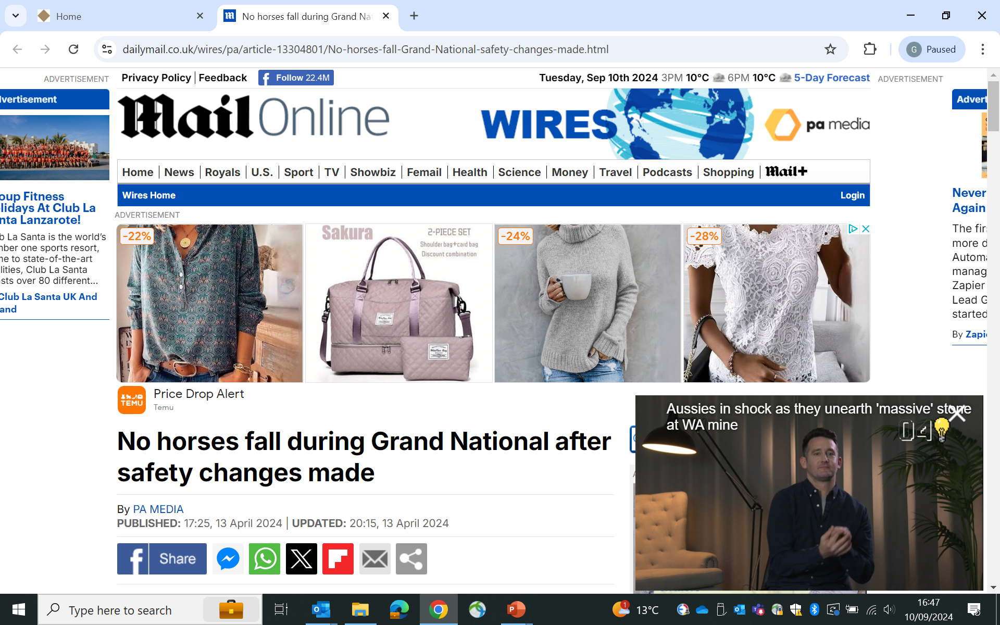 Home
No horses fall during Grand Na
dailymail.co.uk/wires/pa/article-13304801/No-horses-fall-Grand-National-safety-changes-made.html
G Paused
ADVERTISEMENT
Privacy Policy Feedback
Follow 22.4M
Tuesday, Sep 10th 2024 3PM 10°C 6PM 10°C 5-Day Forecast
ADVERTISEMENT
vertisement
Mail Online
WIRES
pa media
Advert
Home News Royals U.S. Sport TV Showbiz Femail Health Science Money Travel Podcasts Shopping Mail+
Wires Home
Login
ADVERTISEMENT
oup Fitness
lidays At Club La
nta Lanzarote!
b La Santa is the world's
ber one sports resort,
e to state-of-the-art
lities, Club La Santa
sts over 80 different...
Club La Santa UK And
and
-22%
Sakura
2-PIECE SET
Shoulder bag+card bag
Discount combination
-24%
-28%
Never
Again
The fir
more d
Automa
manag
Zapier
Lead G
started
By Zapi
TEMU
Price Drop Alert
Temu
No horses fall during Grand National after
safety changes made
By PA MEDIA
PUBLISHED: 17:25, 13 April 2024 | UPDATED: 20:15, 13 April 2024
Share
Aussies in shock as they unearth 'massive' stone
at WA mine
Type here to search
1
13°C
16:47
10/09/2024